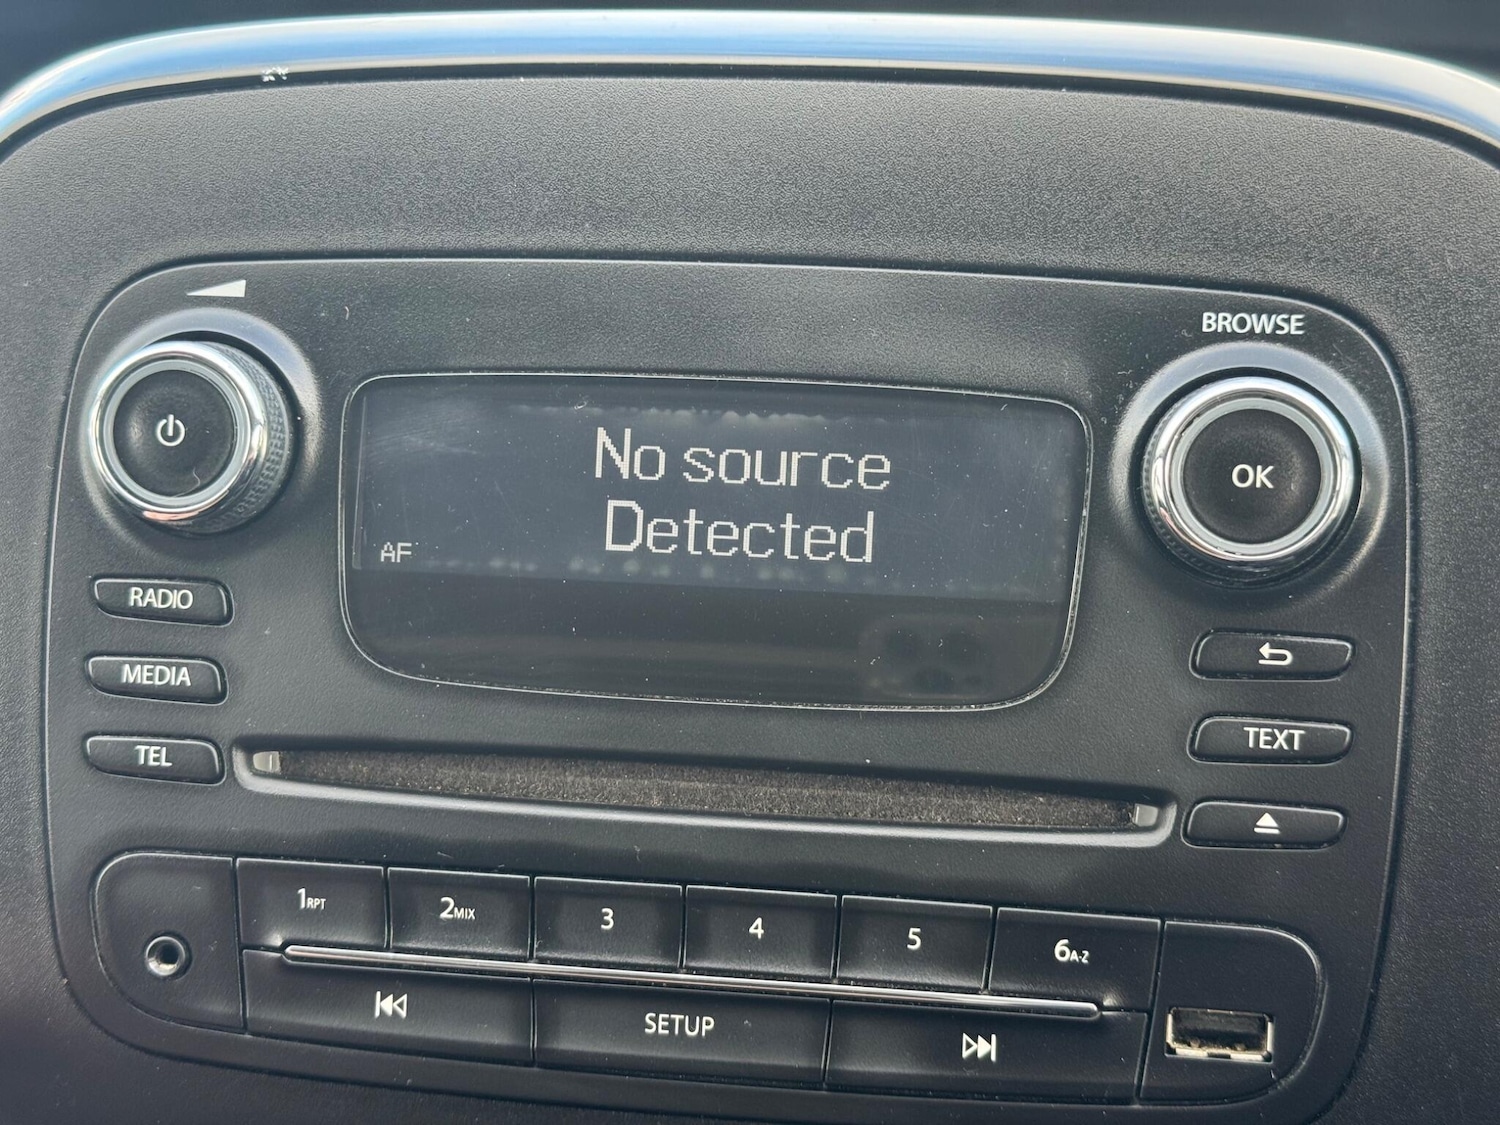 BROWSE
No source
Detected
AF
OK
RADIO
MEDIA
TEL
TEXT
1RPT
2MIX
3
4
5
6A-Z
SETUP